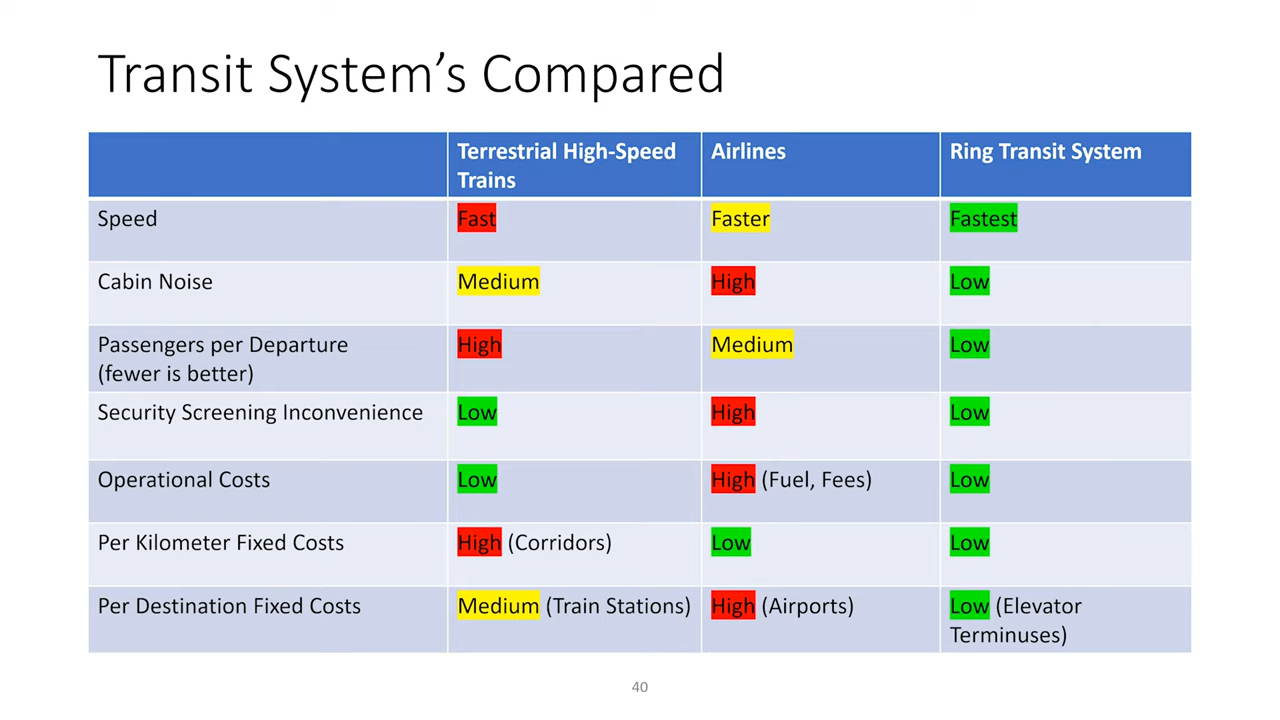 Transit System’s Compared
Terrestrial High-Speed Trains
Airlines
Ring Transit System
Speed
Fast
Faster
Fastest
Cabin Noise
Medium
High
Low
Passengers per Departure
(fewer is better)
High
Medium
Low
Security Screening Inconvenience
Low
High
Low
Operational Costs
Low
High (Fuel, Fees)
Low
Per Kilometer Fixed Costs
High (Corridors)
Low
Low
Per Destination Fixed Costs
Medium (Train Stations)
High (Airports)
Low (Elevator
Terminuses)
40